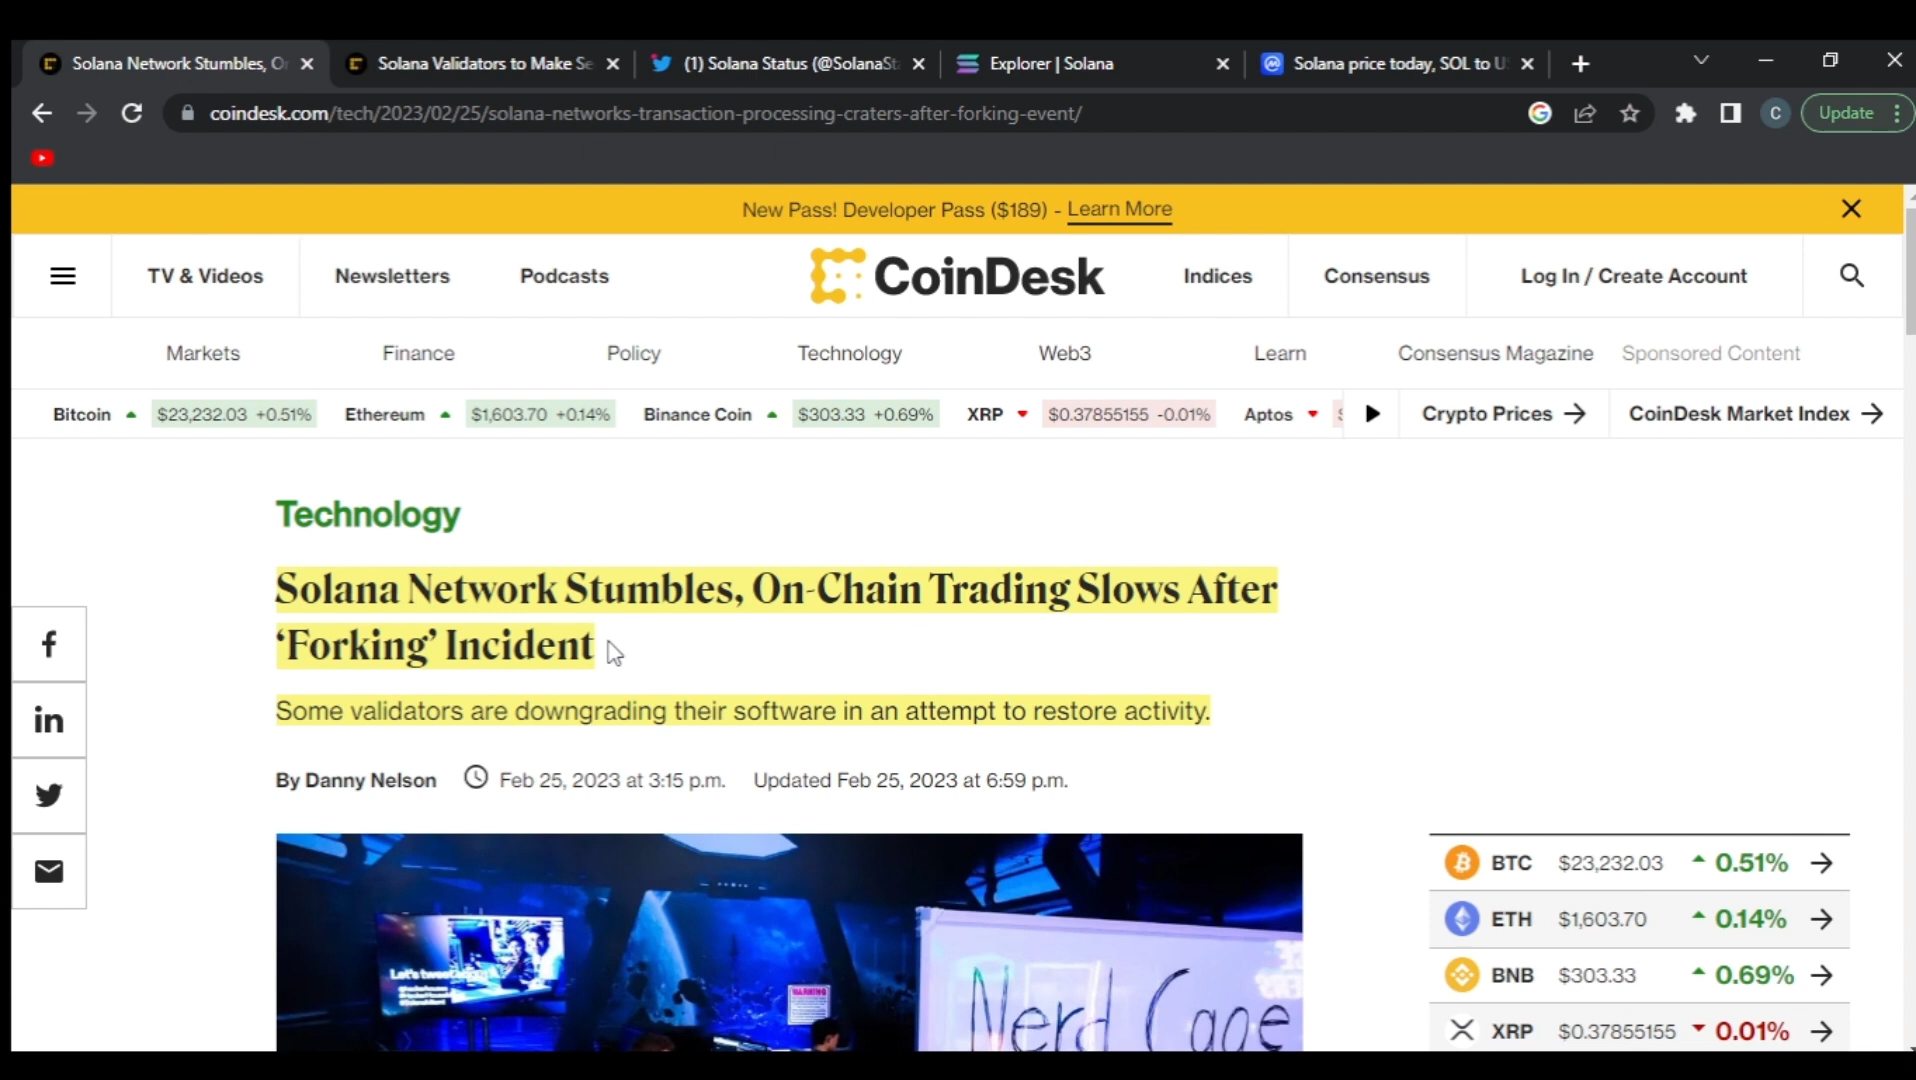 Solana Network Stumbles, O
Solana Validators to Make Se
(1) Solana Status (@SolanaSt
Explorer | Solana
Solana price today, SOL to U
coindesk.com/tech/2023/02/25/solana-networks-transaction-processing-craters-after-forking-event/
C
Update
New Pass! Developer Pass ($189) - Learn More
TV & Videos
Newsletters
Podcasts
CoinDesk
Indices
Consensus
Log In / Create Account
Markets
Finance
Policy
Technology
Web3
Learn
Consensus Magazine
Sponsored Content
Bitcoin $23,232.03 +0.51%
Ethereum $1,603.70 +0.14%
Binance Coin $303.33 +0.69%
XRP $0.37855155 -0.01%
Aptos
Crypto Prices
CoinDesk Market Index
Technology
Solana Network Stumbles, On-Chain Trading Slows After
‘Forking’ Incident
Some validators are downgrading their software in an attempt to restore activity.
By Danny Nelson Feb 25, 2023 at 3:15 p.m. Updated Feb 25, 2023 at 6:59 p.m.
BTC $23,232.03 0.51%
ETH $1,603.70 0.14%
BNB $303.33 0.69%
XRP $0.37855155 0.01%
WARNING
Nerd Cage